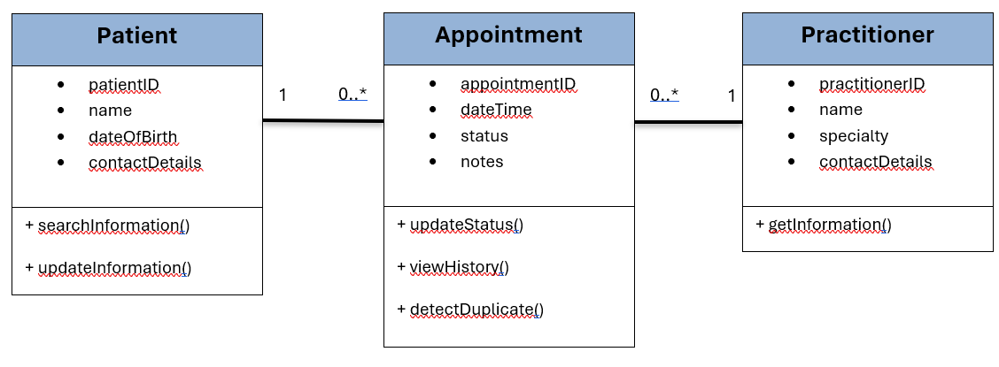 Patient
• patientID
• name
• dateOfBirth
• contactDetails
+ searchInformation()
+ updateInformation()
1
0..*
Appointment
• appointmentID
• dateTime
• status
• notes
+ updateStatus()
+ viewHistory()
+ detectDuplicate()
0..*
1
Practitioner
• practitionerID
• name
• specialty
• contactDetails
+ getInformation()